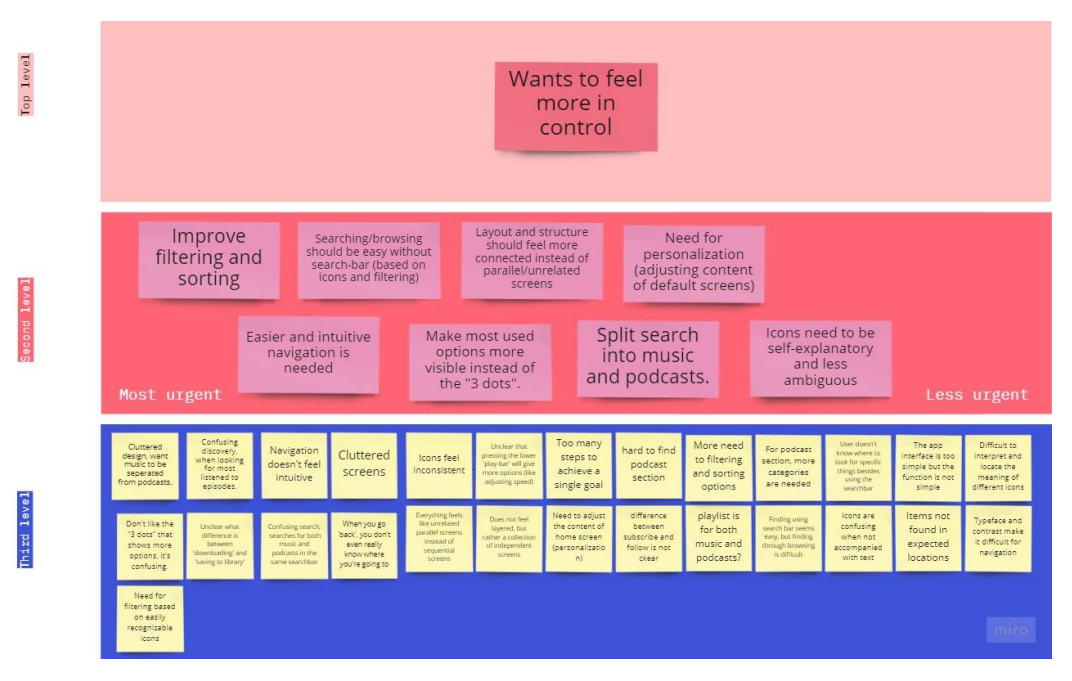 Top level
Wants to feel
more in
control
Second level
Improve
filtering and
sorting
Searching/browsing
should be easy without
search-bar (based on
icons and filtering)
Layout and structure
should feel more
connected instead of
parallel/unrelated
screens
Need for
personalization
(adjusting content
of default screens)
Easier and intuitive
navigation is
needed
Make most used
options more
visible instead of
the "3 dots".
Split search
into music
and podcasts.
Icons need to be
self-explanatory
and less
ambiguous
Most urgent
Less urgent
Third level
Cluttered
design, want
music to be
seperated
from podcasts.
Confusing
discovery,
when looking
for most
listened to
episodes.
Navigation
doesn't feel
intuitive
Cluttered
screens
Icons feel
inconsistent
Unclear that
pressing the lower
'play-bar' will give
more options (like
adjusting speed)
Too many
steps to
achieve a
single goal
hard to find
podcast
section
More need
to filtering
and sorting
options
For podcast
section, more
categories
are needed
User doesn't
know where to
look for specific
things besides
using the
searchbar
The app
interface is too
simple but the
function is not
simple
Difficult to
interpret and
locate the
meaning of
different icons
Don't like the
"3 dots" that
shows more
options, it's
confusing.
Unclear what
difference is
between
'downloading' and
'saving to library'
Confusing search,
searches for both
music and
podcasts in the
same searchbar
When you go
'back', you don't
even really
know where
you're going to
Everything feels
like unrelated
parallel screens
instead of
sequential
screens
Does not feel
layered, but
rather a collection
of independent
screens
Need to adjust
the content of
home screen
(personalizatio
n)
difference
between
subscribe and
follow is not
ckear
playlist is
for both
music and
podcasts?
Finding using
search bar seems
easy, but finding
through browsing
is difficult
Icons are
confusing
when not
accompanied
with text
Items not
found in
expected
locations
Typeface and
contrast make
it difficult for
navigation
Need for
filtering based
on easily
recognizable
icons
miro